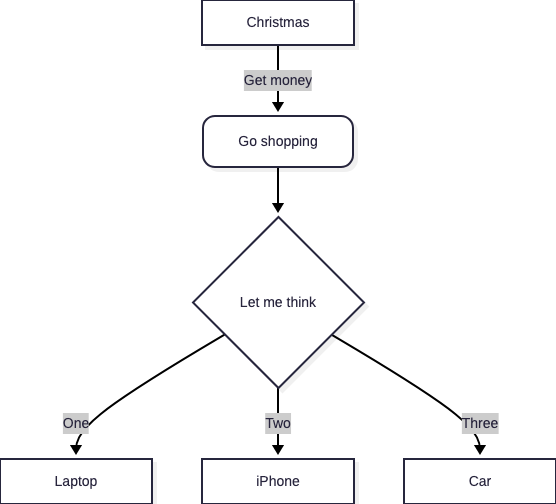 Christmas
Get money
Go shopping
Let me think
One
Two
Three
Laptop
iPhone
Car